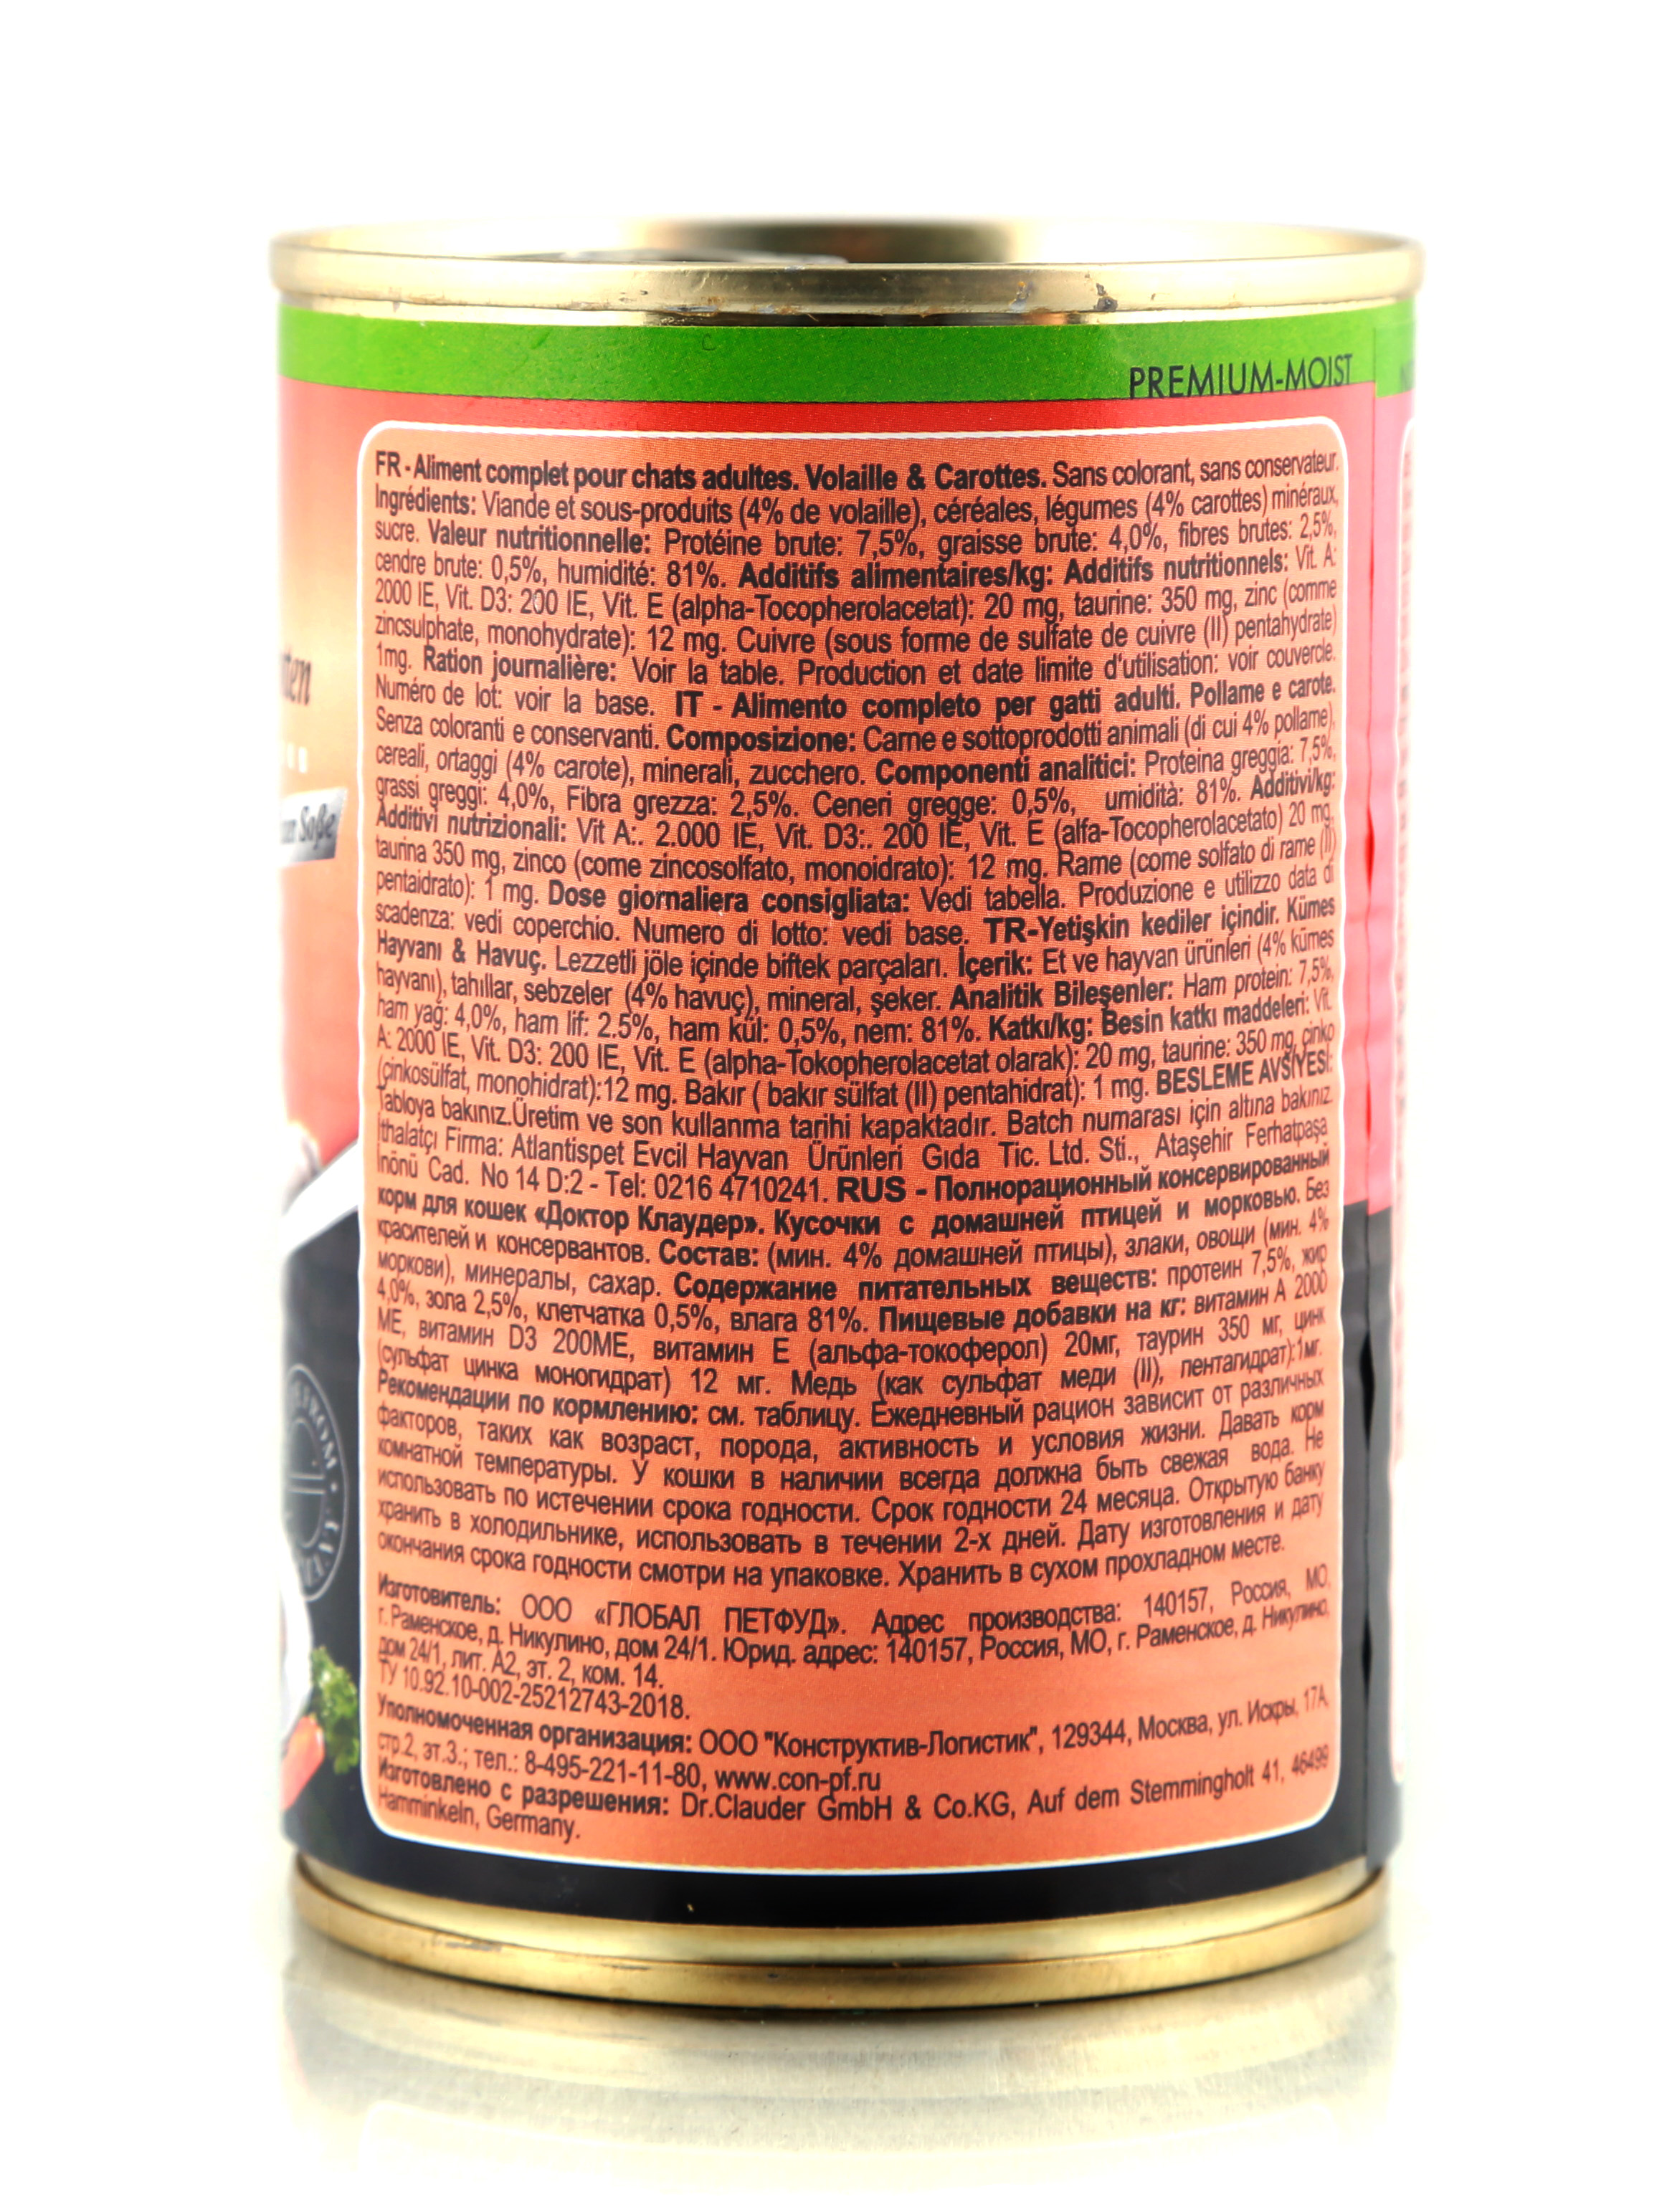 PREMIUM-MOIST
FR - Aliment complet pour chats adultes. Volaille & Carottes. Sans colorant, sans conservateur.
Ingrédients: Viande et sous-produits (4% de volaille), céréales, légumes (4% carottes) minéraux,
sucre. Valeur nutritionnelle: Protéine brute: 7,5%, graisse brute: 4,0%, fibres brutes: 2,5%,
cendre brute: 0,5%, humidité: 81%. Additifs alimentaires/kg: Additifs nutritionnels: Vit. A:
2000 IE, Vit. D3: 200 IE, Vit. E (alpha-Tocopherolacetat): 20 mg, taurine: 350 mg, zinc (comme
zincsulphate, monohydrate): 12 mg. Cuivre (sous forme de sulfate de cuivre (II) pentahydrate)
1mg. Ration journalière: Voir la table. Production et date limite d'utilisation: voir couvercle.
Numéro de lot: voir la base. IT - Alimento completo per gatti adulti. Pollame e carote.
Senza coloranti e conservanti. Composizione: Carne e sottoprodotti animali (di cui 4% pollame),
cereali, ortaggi (4% carote), minerali, zucchero. Componenti analitici: Proteina greggia: 7,5%,
grassi greggi: 4,0%, Fibra grezza: 2,5%. Ceneri gregge: 0,5%, umidità: 81%. Additivi/kg:
Additivi nutrizionali: Vit A:. 2.000 IE, Vit. D3:. 200 IE, Vit. E (alfa-Tocopherolacetato) 20 mg,
taurina 350 mg, zinco (come zincosolfato, monoidrato): 12 mg. Rame (come solfato di rame (II)
pentaidrato): 1 mg. Dose giornaliera consigliata: Vedi tabella. Produzione e utilizzo data di
scadenza: vedi coperchio. Numero di lotto: vedi base. TR-Yetişkin kediler içindir. Kümes
Hayvanı & Havuç. Lezzetli jöle içinde biftek parçaları. İçerik: Et ve hayvan ürünleri (4% kümes
hayvanı), tahıllar, sebzeler (4% havuç), mineral, şeker. Analitik Bileşenler: Ham protein: 7,5%,
ham yağ: 4,0%, ham lif: 2.5%, ham kül: 0,5%, nem: 81%. Katkı/kg: Besin katkı maddeleri: Vit.
A: 2000 IE, Vit. D3: 200 IE, Vit. E (alpha-Tokopherolacetat olarak): 20 mg, taurine: 350 mg, çinko
(çinkosülfat, monohidrat):12 mg. Bakır ( bakır sülfat (II) pentahidrat): 1 mg. BESLEME AVSİYESİ:
Tabloya bakınız.Üretim ve son kullanma tarihi kapaktadır. Batch numarası için altına bakınız.
İthalatçı Firma: Atlantispet Evcil Hayvan Ürünleri Gıda Tic. Ltd. Sti., Ataşehir Ferhatpaşa
İnönü Cad. No 14 D:2 - Tel: 0216 4710241. RUS - Полнорационный консервированный
корм для кошек «Доктор Клаудер». Кусочки с домашней птицей и морковью. Без
красителей и консервантов. Состав: (мин. 4% домашней птицы), злаки, овощи (мин. 4%
моркови), минералы, сахар. Содержание питательных веществ: протеин 7,5%, жир
4,0%, зола 2,5%, клетчатка 0,5%, влага 81%. Пищевые добавки на кг: витамин А 2000
МЕ, витамин D3 200МЕ, витамин Е (альфа-токоферол) 20мг, таурин 350 мг, цинк
(сульфат цинка моногидрат) 12 мг. Медь (как сульфат меди (II), пентагидрат):1мг.
Рекомендации по кормлению: см. таблицу. Ежедневный рацион зависит от различных
факторов, таких как возраст, порода, активность и условия жизни. Давать корм
комнатной температуры. У кошки в наличии всегда должна быть свежая вода. Не
использовать по истечении срока годности. Срок годности 24 месяца. Открытую банку
хранить в холодильнике, использовать в течении 2-х дней. Дату изготовления и дату
окончания срока годности смотри на упаковке. Хранить в сухом прохладном месте.
Изготовитель: ООО «ГЛОБАЛ ПЕТФУД». Адрес производства: 140157, Россия, МО,
г. Раменское, д. Никулино, дом 24/1. Юрид. адрес: 140157, Россия, МО, г. Раменское, д. Никулино,
дом 24/1, лит. А2, эт. 2, ком. 14.
ТУ 10.92.10-002-25212743-2018.
Уполномоченная организация: ООО "Конструктив-Логистик", 129344, Москва, ул. Искры, 17А,
стр.2, эт.3.; тел.: 8-495-221-11-80, www.con-pf.ru
Изготовлено с разрешения: Dr.Clauder GmbH & Co.KG, Auf dem Stemmingholt 41, 46499
Hamminkeln, Germany.
Soße